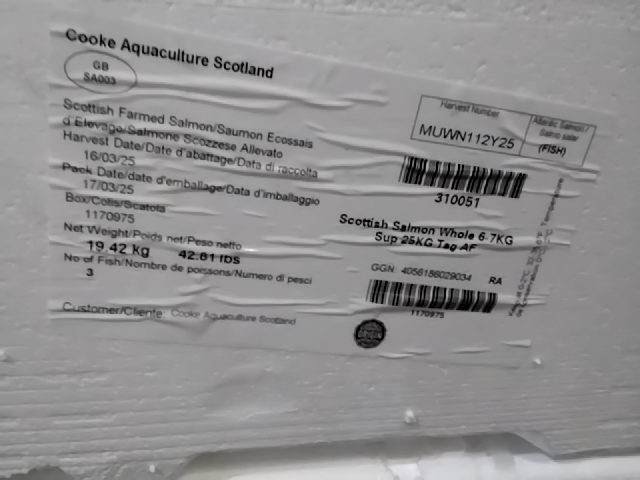 Cooke Aquaculture Scotland
GB
SA003
Scottish Farmed Salmon/Saumon Ecossais
d'Elevage/Salmone Scozzese Allevato
Harvest Date/Date d'abattage/Data di raccolta
16/03/25
Pack Date/date d'emballage/Data d'imballaggio
17/03/25
Box/Colis/Scatola
1170975
Net Weight/Poids net/Peso netto
19.42 kg 42.81 lbs
No of Fish/Nombre de poissons/Numero di pesci
3
Customer/Cliente: Cooke Aquaculture Scotland
Harvest Number
MUWN112Y25
Atlantic Salmon/
Salmo salar
(FISH)
310051
Scottish Salmon Whole 6-7KG
Sup 25KG Tag AF
GGN: 4056186029034 RA
1170975